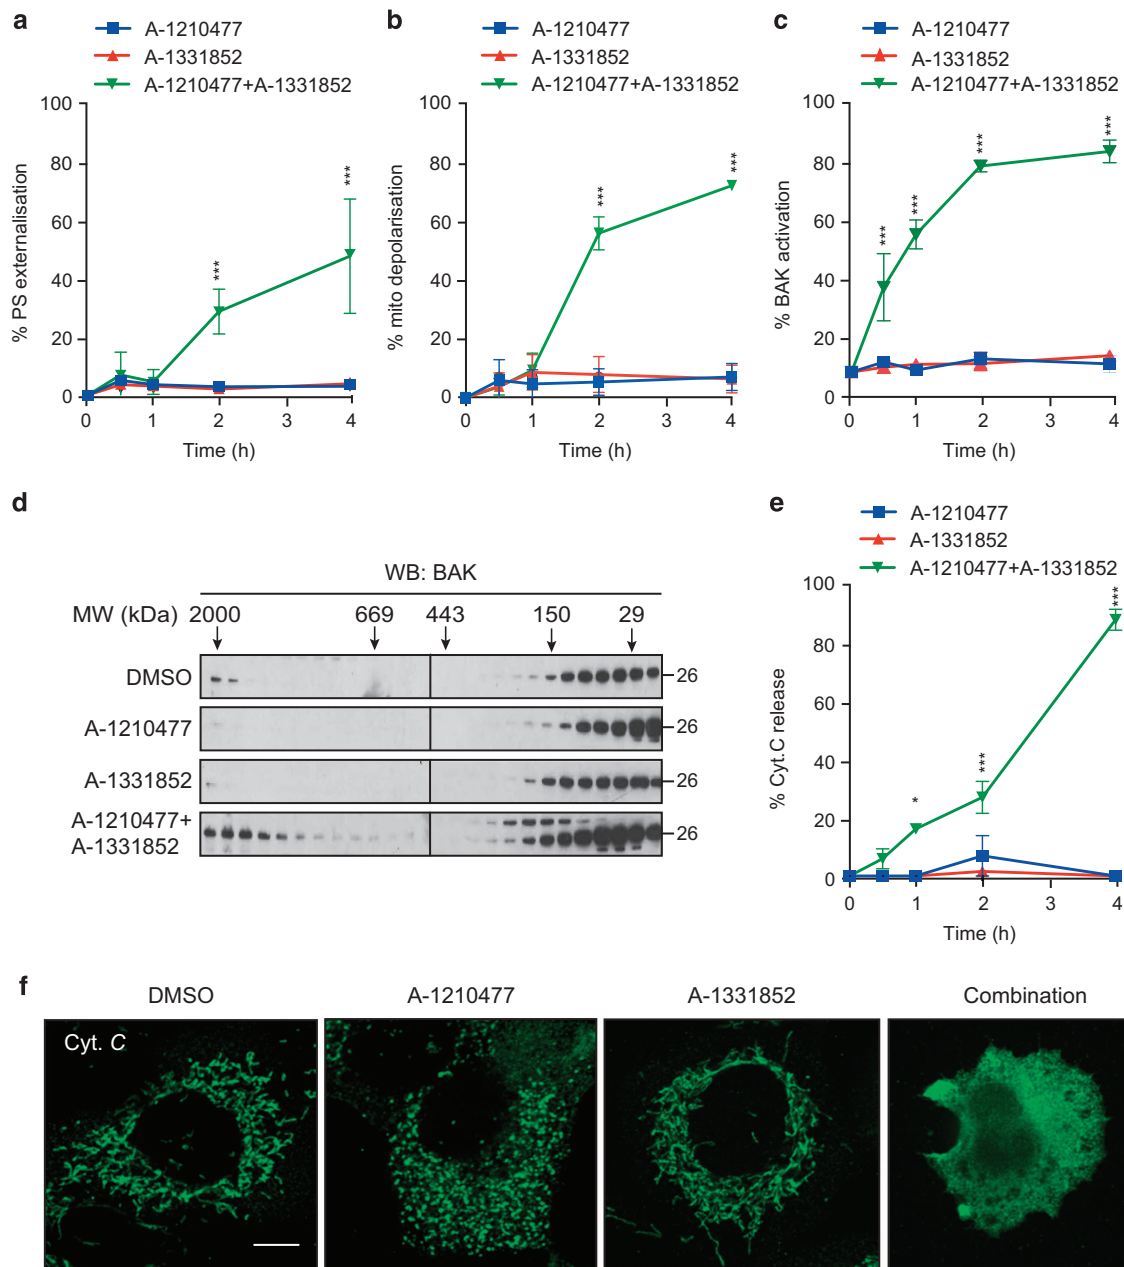 a
A-1210477
A-1331852
A-1210477+A-1331852
% PS externalisation
100
80
60
40
20
0
***
***
0 1 2 3 4
Time (h)
b
A-1210477
A-1331852
A-1210477+A-1331852
% mito depolarisation
100
80
60
40
20
0
***
***
0 1 2 3 4
Time (h)
c
A-1210477
A-1331852
A-1210477+A-1331852
% BAK activation
100
80
60
40
20
0
***
***
***
***
0 1 2 3 4
Time (h)
d
WB: BAK
MW (kDa) 2000 669 443 150 29
DMSO 26
A-1210477 26
A-1331852 26
A-1210477+
A-1331852 26
e
A-1210477
A-1331852
A-1210477+A-1331852
% Cyt.C release
100
80
60
40
20
0
*
***
***
0 1 2 3 4
Time (h)
f
DMSO A-1210477 A-1331852 Combination
Cyt. C